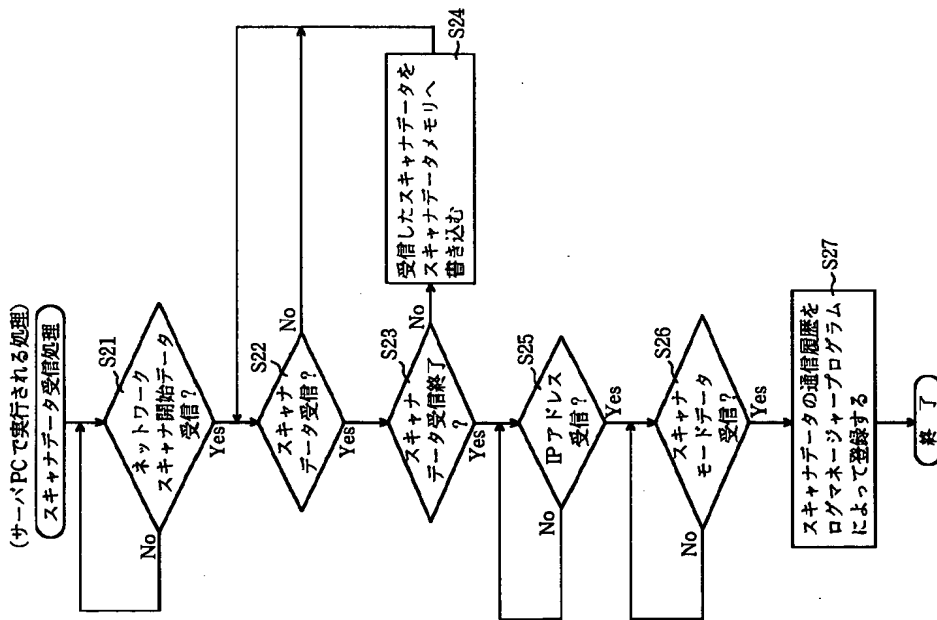 (サーバPCで実行される処理)
スキャナデータ受信処理
S21
ネットワーク
スキャナ開始データ
受信?
No
Yes
S22
スキャナ
データ受信?
No
Yes
S23
スキャナ
データ受信終了
?
No
Yes
S24
受信したスキャナデータを
スキャナデータメモリへ
書き込む
S25
IPアドレス
受信?
No
Yes
S26
スキャナ
モードデータ
受信?
No
Yes
S27
スキャナデータの通信履歴を
ログマネージャープログラム
によって登録する
終了